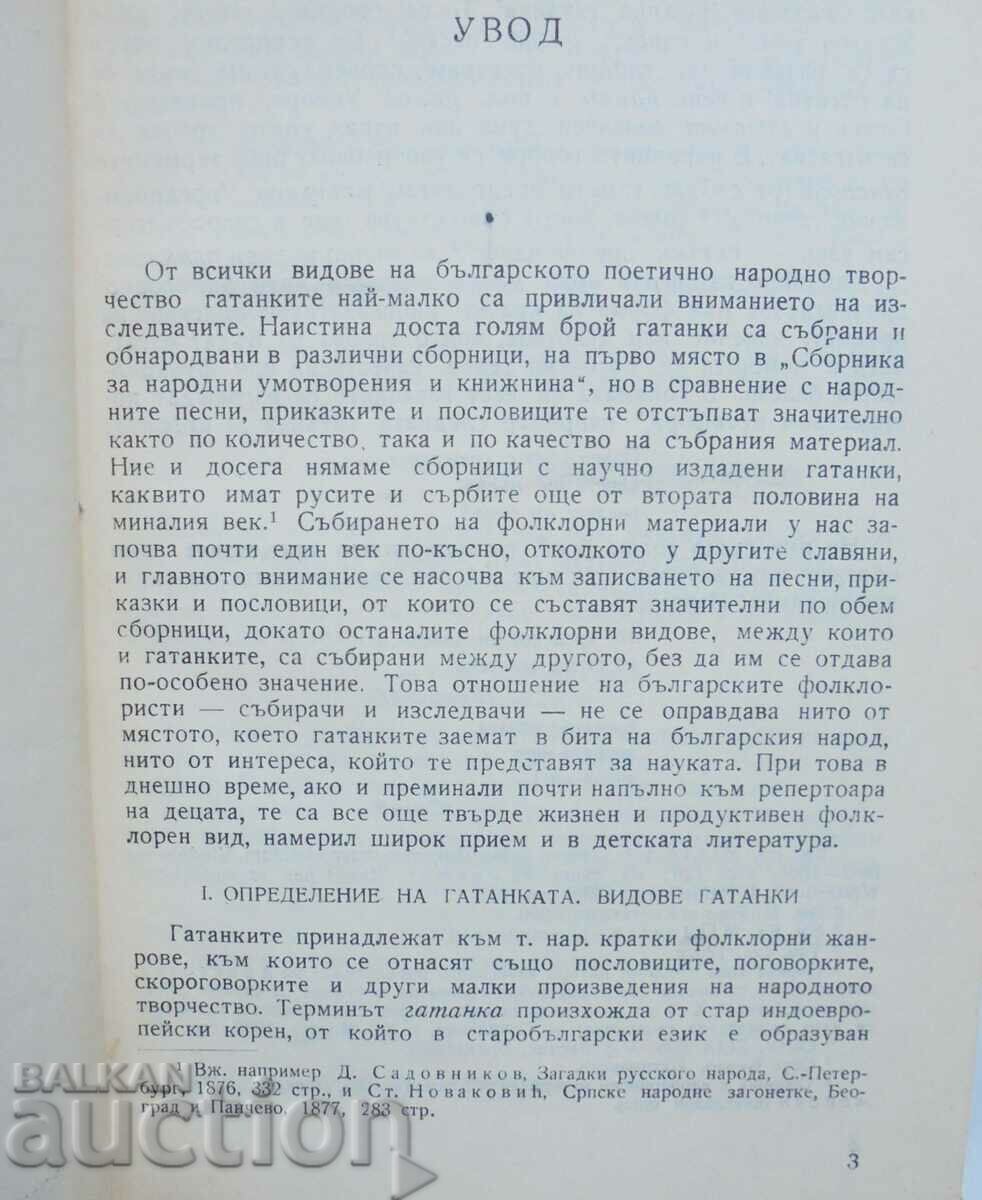 УВОД
От всички видове на българското поетично народно твор-
чество гатанките най-малко са привличали вниманието на из-
следвачите. Наистина доста голям брой гатанки са събрани и
обнародвани в различни сборници, на първо място в „Сборника
за народни умотворения и книжнина“, но в сравнение с народ-
ните песни, приказките и пословиците те отстъпват значително
както по количество, така и по качество на събрания материал.
Ние и досега нямаме сборници с научно издадени гатанки,
каквито имат русите и сърбите още от втората половина на
миналия век.¹ Събирането на фолклорни материали у нас за-
почва почти един век по-късно, отколкото у другите славяни,
и главното внимание се насочва към записването на песни, при-
казки и пословици, от които се съставят значителни по обем
сборници, докато останалите фолклорни видове, между които
и гатанките, са събирани между другото, без да им се отдава
по-особено значение. Това отношение на българските фолкло-
ристи — събирачи и изследвачи — не се оправдава нито от
мястото, което гатанките заемат в бита на българския народ,
нито от интереса, който те представят за науката. При това в
днешно време, ако и преминали почти напълно към репертоара
на децата, те са все още твърде жизнен и продуктивен фолк-
лорен вид, намерил широк прием и в детската литература.
I. ОПРЕДЕЛЕНИЕ НА ГАТАНКАТА. ВИДОВЕ ГАТАНКИ
Гатанките принадлежат към т. нар. кратки фолклорни жан-
рове, към които се отнасят също пословиците, поговорките,
скороговорките и други малки произведения на народното
творчество. Терминът гатанка произхожда от стар индоевро-
пейски корен, от който в старобългарски език е образуван
¹ Вж. например Д. Садовников, Загадки русского народа, С.-Петер-
бург, 1876, 332 стр., и Ст. Новаковић, Српске народне загонетке, Бео-
град и Панчево, 1877, 283 стр.
3
BALKAN
auction